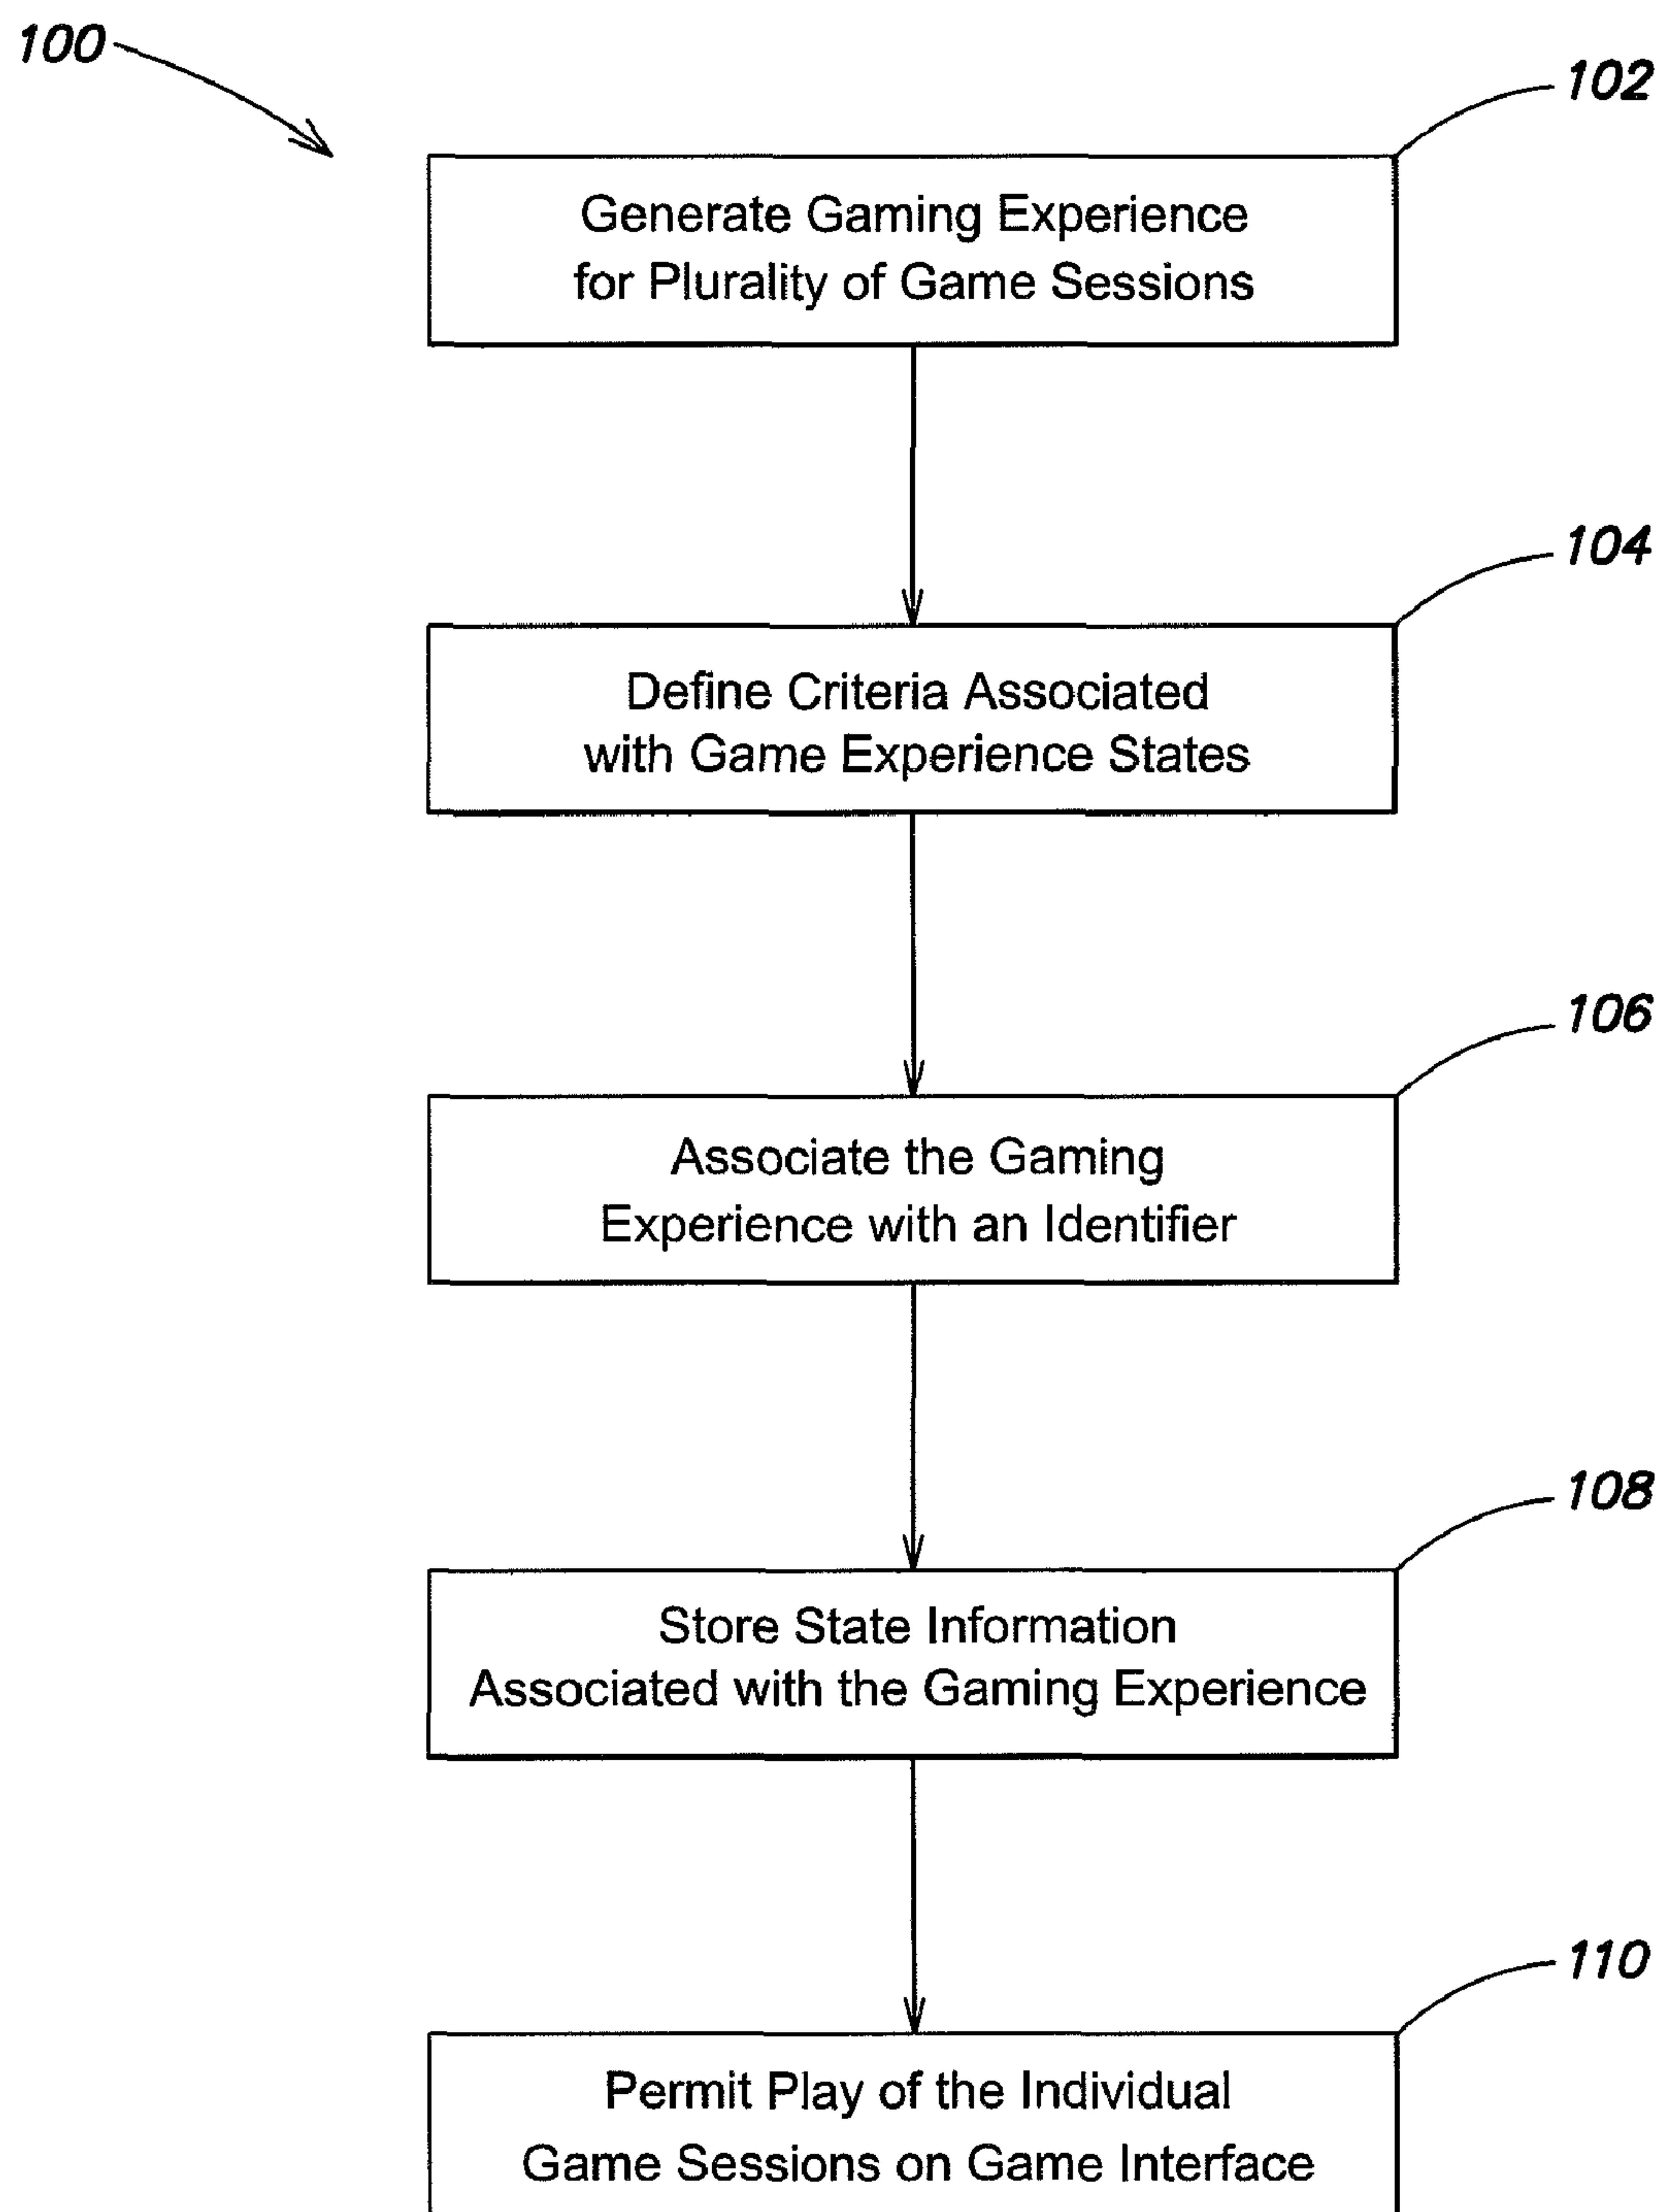 100
102
Generate Gaming Experience
for Plurality of Game Sessions
104
Define Criteria Associated
with Game Experience States
106
Associate the Gaming
Experience with an Identifier
108
Store State Information
Associated with the Gaming Experience
110
Permit Play of the Individual
Game Sessions on Game Interface